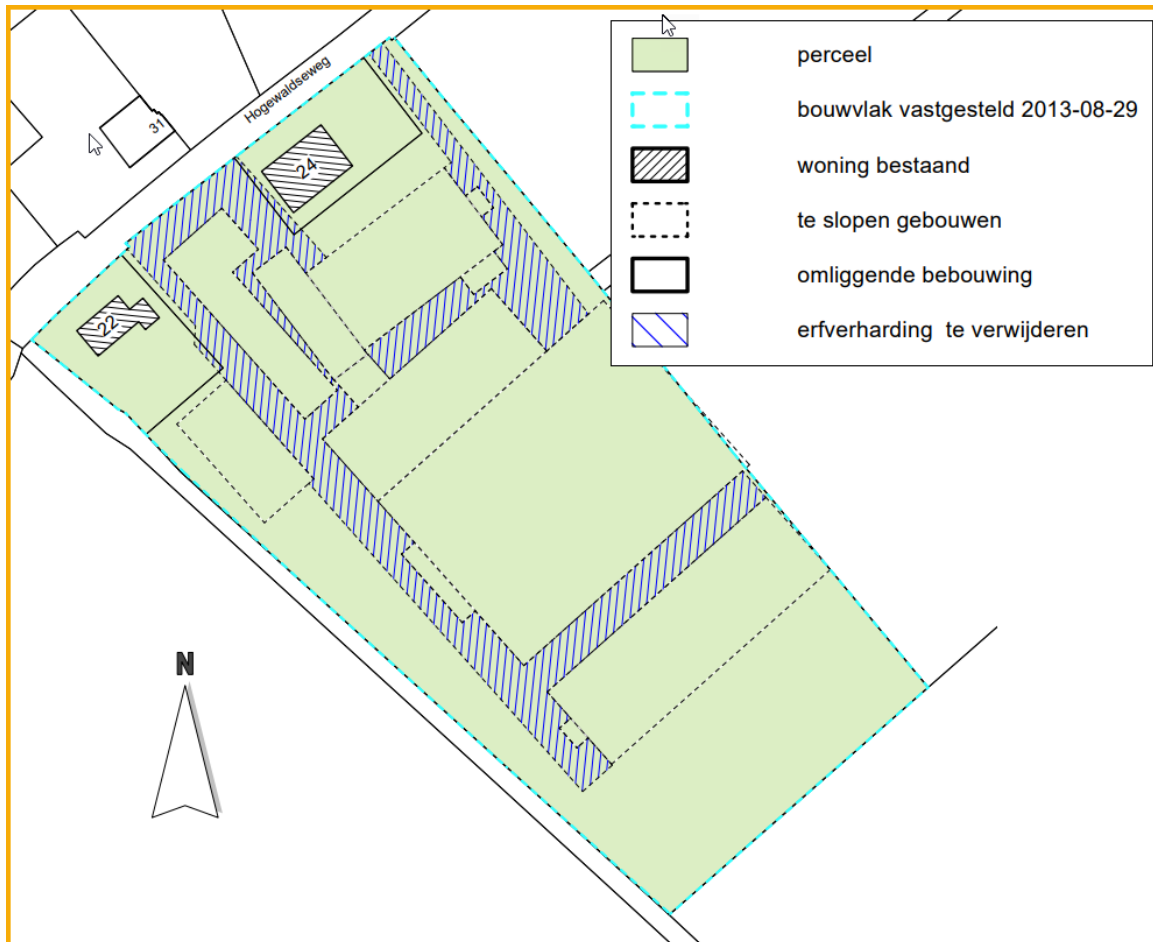 perceel
bouwvlak vastgesteld 2013-08-29
woning bestaand
te slopen gebouwen
omliggende bebouwing
erfverharding te verwijderen
Hogewaldseweg
31
24
22
N